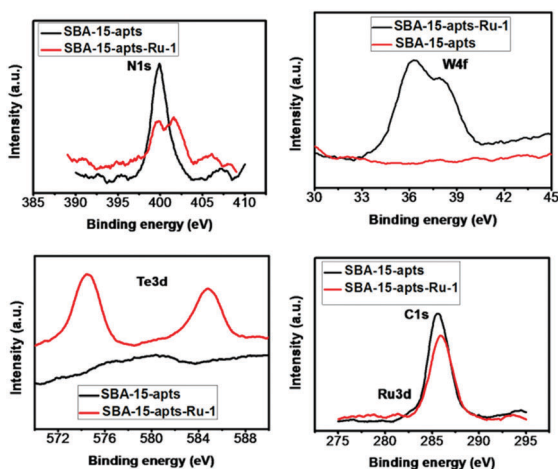 SBA-15-apts
SBA-15-apts-Ru-1
N1s
Intensity (a.u.)
385 390 395 400 405 410
Binding energy (eV)
SBA-15-apts-Ru-1
SBA-15-apts
W4f
Intensity (a.u.)
30 33 36 39 42 45
Binding energy (eV)
Te3d
SBA-15-apts
SBA-15-apts-Ru-1
Intensity (a.u.)
572 576 580 584 588
Binding energy (eV)
SBA-15-apts
SBA-15-apts-Ru-1
C1s
Ru3d
Intensity (a.u.)
275 280 285 290 295
Binding energy (eV)